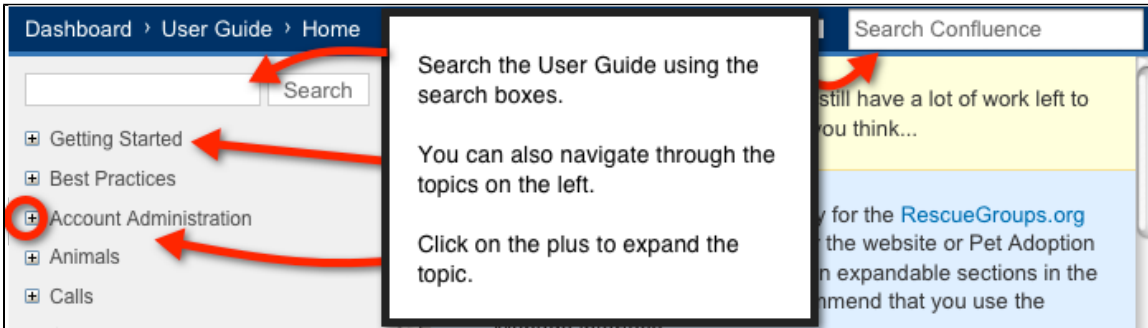 Dashboard > User Guide > Home
Search Confluence
Search
Getting Started
Best Practices
Account Administration
Animals
Calls
Search the User Guide using the
search boxes.
You can also navigate through the
topics on the left.
Click on the plus to expand the
topic.
still have a lot of work left to
you think...
for the RescueGroups.org
the website or Pet Adoption
expandable sections in the
that you use the